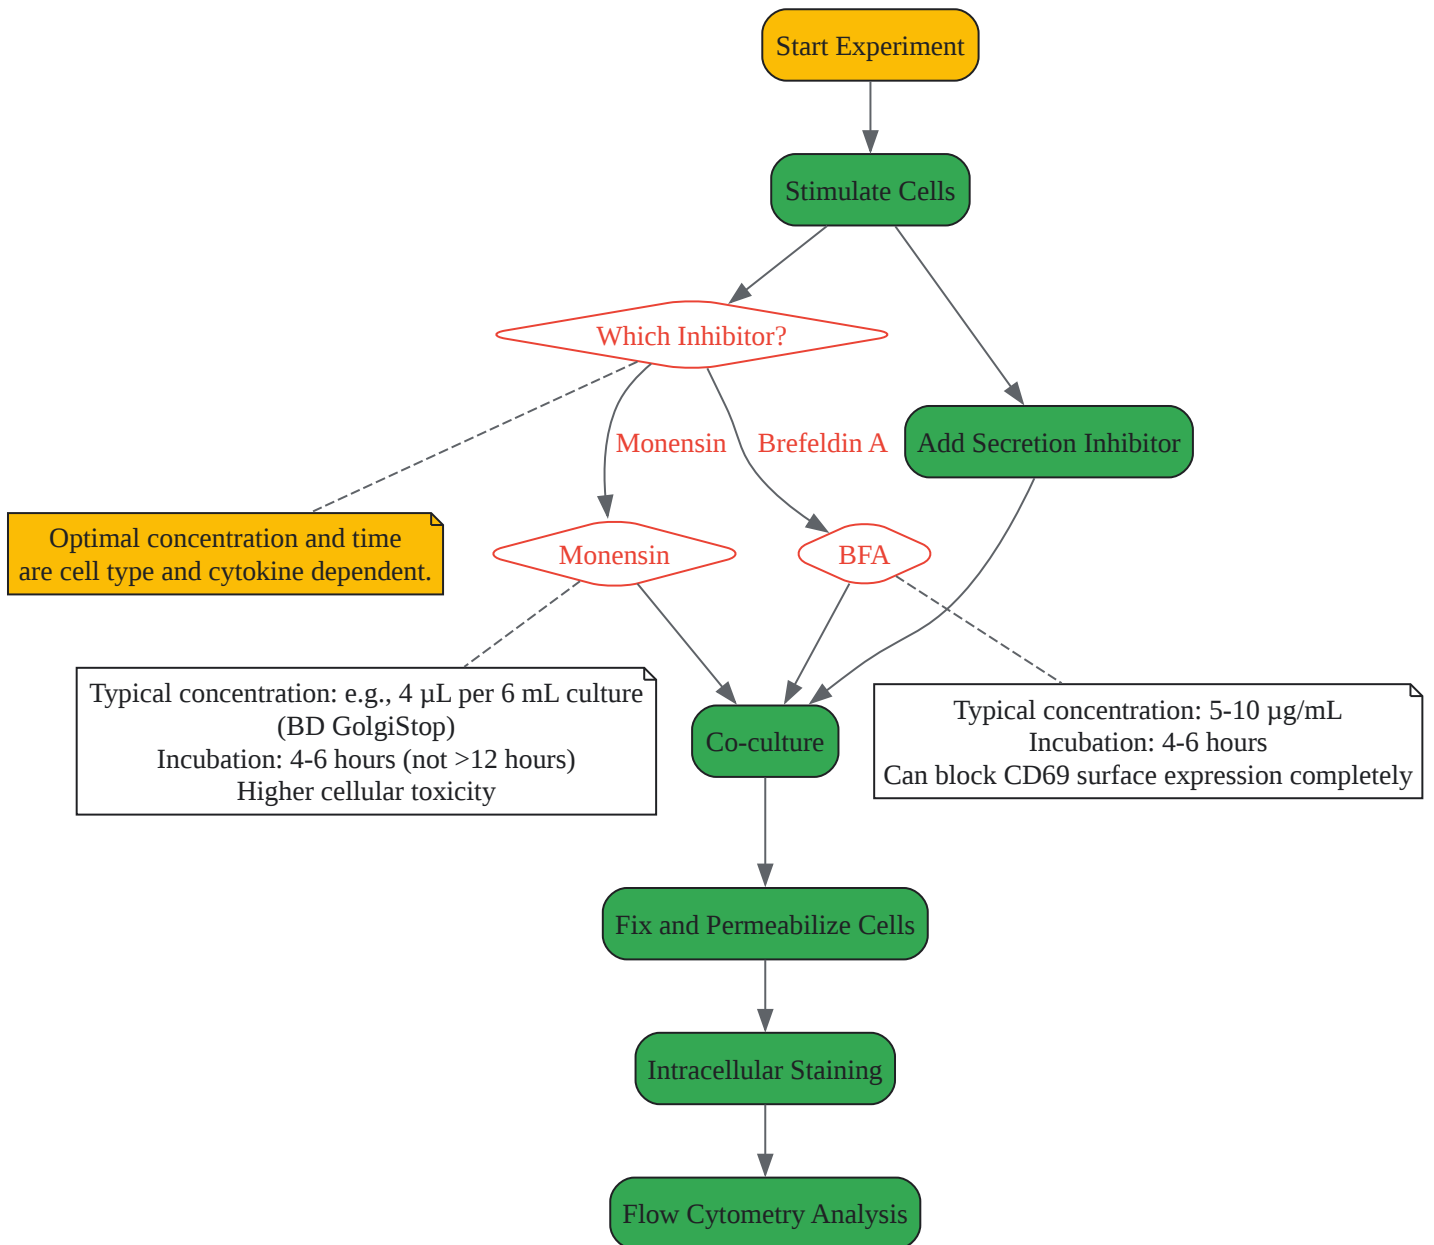 Start Experiment
Stimulate Cells
Which Inhibitor?
Monensin
Brefeldin A
Add Secretion Inhibitor
Optimal concentration and time
are cell type and cytokine dependent.
Monensin
BFA
Typical concentration: e.g., 4 µL per 6 mL culture
(BD GolgiStop)
Incubation: 4-6 hours (not >12 hours)
Higher cellular toxicity
Co-culture
Typical concentration: 5-10 µg/mL
Incubation: 4-6 hours
Can block CD69 surface expression completely
Fix and Permeabilize Cells
Intracellular Staining
Flow Cytometry Analysis